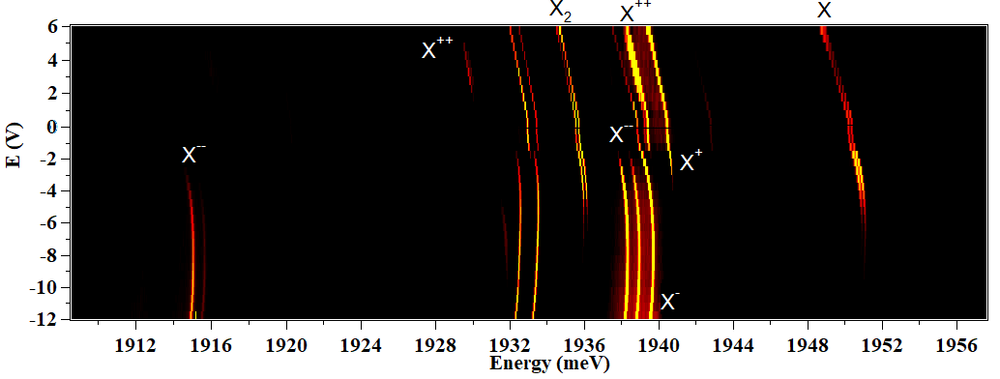 X₂ X⁺⁺ X
X⁺⁺
X⁻⁻
X⁻⁻
X⁺
X⁻
E (V)
6
4
2
0
-2
-4
-6
-8
-10
-12
1912 1916 1920 1924 1928 1932 1936 1940 1944 1948 1952 1956
Energy (meV)